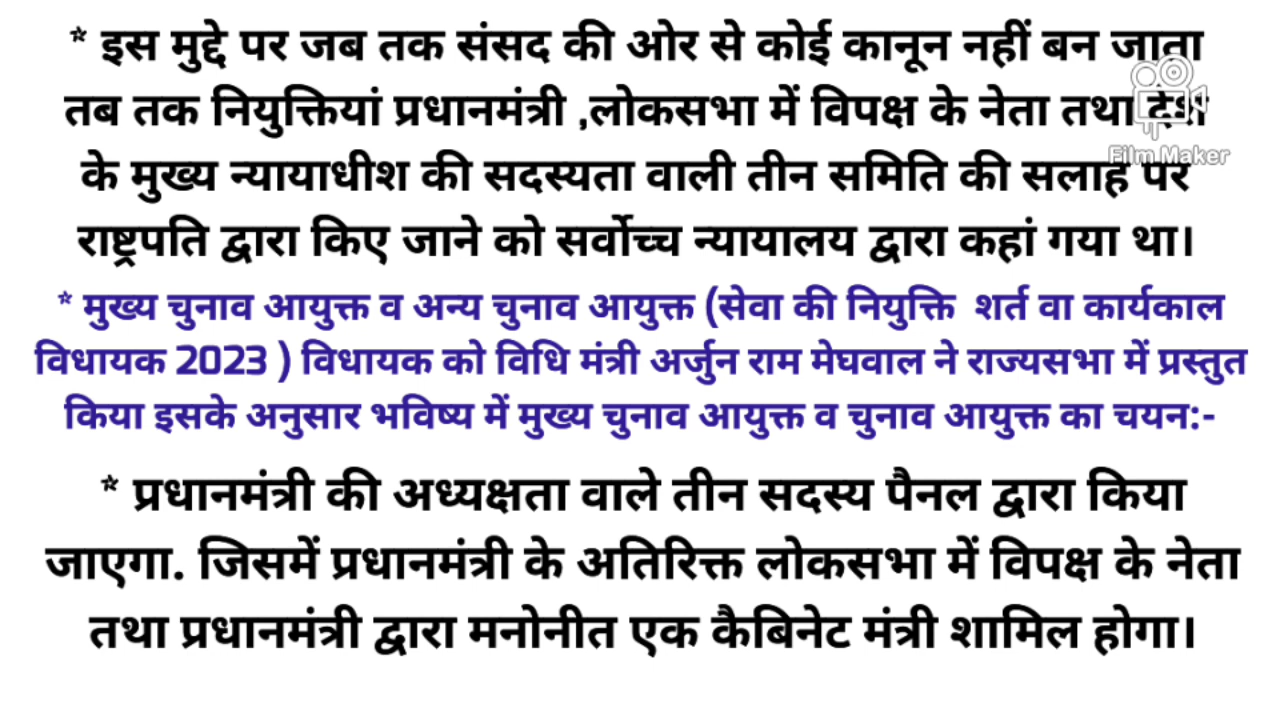 * इस मुद्दे पर जब तक संसद की ओर से कोई कानून नहीं बन जाता
तब तक नियुक्तियां प्रधानमंत्री ,लोकसभा में विपक्ष के नेता तथा देश
Film Maker
के मुख्य न्यायाधीश की सदस्यता वाली तीन समिति की सलाह पर
राष्ट्रपति द्वारा किए जाने को सर्वोच्च न्यायालय द्वारा कहां गया था।
* मुख्य चुनाव आयुक्त व अन्य चुनाव आयुक्त (सेवा की नियुक्ति शर्त वा कार्यकाल
विधायक 2023 ) विधायक को विधि मंत्री अर्जुन राम मेघवाल ने राज्यसभा में प्रस्तुत
किया इसके अनुसार भविष्य में मुख्य चुनाव आयुक्त व चुनाव आयुक्त का चयन:-
* प्रधानमंत्री की अध्यक्षता वाले तीन सदस्य पैनल द्वारा किया
जाएगा. जिसमें प्रधानमंत्री के अतिरिक्त लोकसभा में विपक्ष के नेता
तथा प्रधानमंत्री द्वारा मनोनीत एक कैबिनेट मंत्री शामिल होगा।